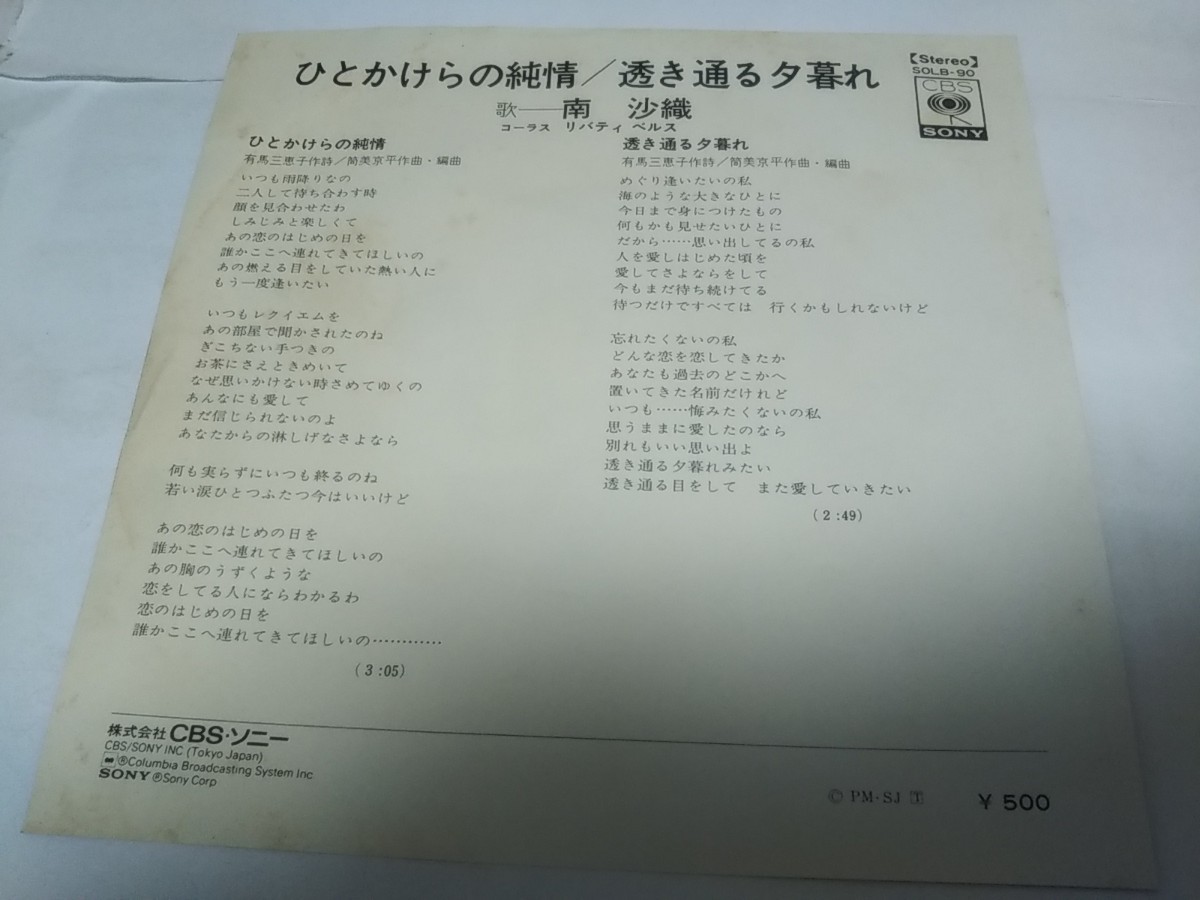 ひとかけらの純情／透き通る夕暮れ
歌──南 沙織
コーラス リバティ ベルス
【Stereo】
SOLB-90
CBS
SONY
ひとかけらの純情
有馬三恵子作詩／筒美京平作曲・編曲
いつも雨降りなの
二人して待ち合わす時
顔を見合わせたわ
しみじみと楽しくて
あの恋のはじめの日を
誰かここへ連れてきてほしいの
あの燃える目をしていた熱い人に
もう一度逢いたい
いつもレクイエムを
あの部屋で聞かされたのね
ぎこちない手つきの
お茶にさえときめいて
なぜ思いかけない時さめてゆくの
あんなにも愛して
まだ信じられないのよ
あなたからの淋しげなさよなら
何も実らずにいつも終るのね
若い涙ひとつふたつ今はいいけど
あの恋のはじめの日を
誰かここへ連れてきてほしいの
あの胸のうずくような
恋をしてる人にならわかるわ
恋のはじめの日を
誰かここへ連れてきてほしいの…………
(3:05)
透き通る夕暮れ
有馬三恵子作詩／筒美京平作曲・編曲
めぐり逢いたいの私
海のような大きなひとに
今日まで身につけたもの
何もかも見せたいひとに
だから……思い出してるの私
人を愛しはじめた頃を
愛してさよならをして
今もまだ待ち続けてる
待つだけですべては 行くかもしれないけど
忘れたくないの私
どんな恋を恋してきたか
あなたも過去のどこかへ
置いてきた名前だけれど
いつも……悔みたくないの私
思うままに愛したのなら
別れもいい思い出よ
透き通る夕暮れみたい
透き通る目をして また愛していきたい
(2:49)
株式会社 CBS・ソニー
CBS/SONY INC (Tokyo Japan)
®Columbia Broadcasting System Inc
SONY ®Sony Corp
© PM・SJ
¥ 500